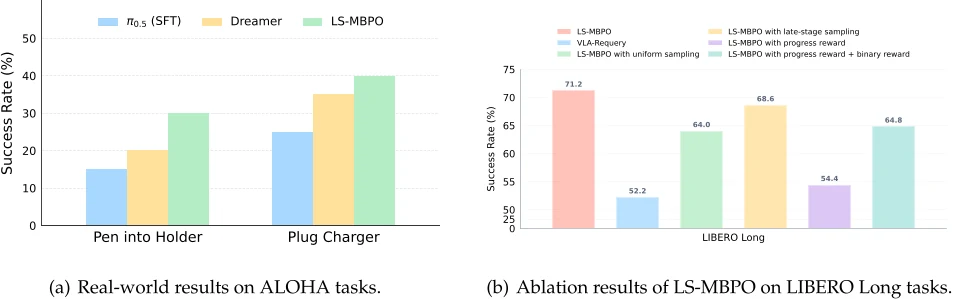 π0.5 (SFT) Dreamer LS-MBPO
Success Rate (%)
50
40
30
20
10
0
Pen into Holder Plug Charger
(a) Real-world results on ALOHA tasks.
LS-MBPO LS-MBPO with late-stage sampling
VLA-Requery LS-MBPO with progress reward
LS-MBPO with uniform sampling LS-MBPO with progress reward + binary reward
Success Rate (%)
75
70
65
60
55
50
25
0
71.2
52.2
64.0
68.6
54.4
64.8
LIBERO Long
(b) Ablation results of LS-MBPO on LIBERO Long tasks.